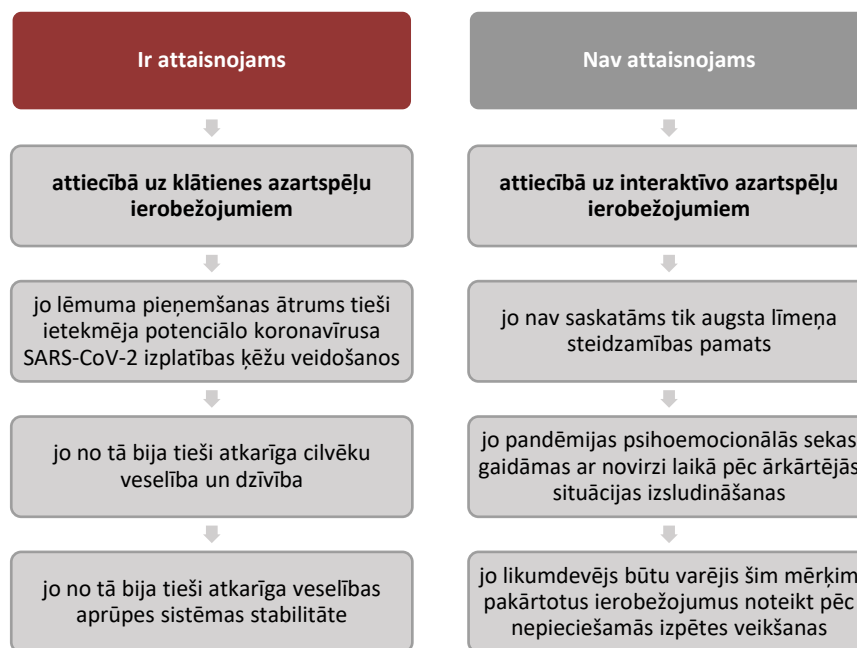 Ir attaisnojams
attiecībā uz klātienes azartspēļu
ierobežojumiem
jo lēmuma pieņemšanas ātrums tieši
ietekmēja potenciālo koronavīrusa
SARS-CoV-2 izplatības ķēžu veidošanos
jo no tā bija tieši atkarīga cilvēku
veselība un dzīvība
jo no tā bija tieši atkarīga veselības
aprūpes sistēmas stabilitāte
Nav attaisnojams
attiecībā uz interaktīvo azartspēļu
ierobežojumiem
jo nav saskatāms tik augsta līmeņa
steidzamības pamats
jo pandēmijas psihoemocionālās sekas
gaidāmas ar novirzi laikā pēc ārkārtējās
situācijas izsludināšanas
jo likumdevējs būtu varējis šim mērķim
pakārtotus ierobežojumus noteikt pēc
nepieciešamās izpētes veikšanas